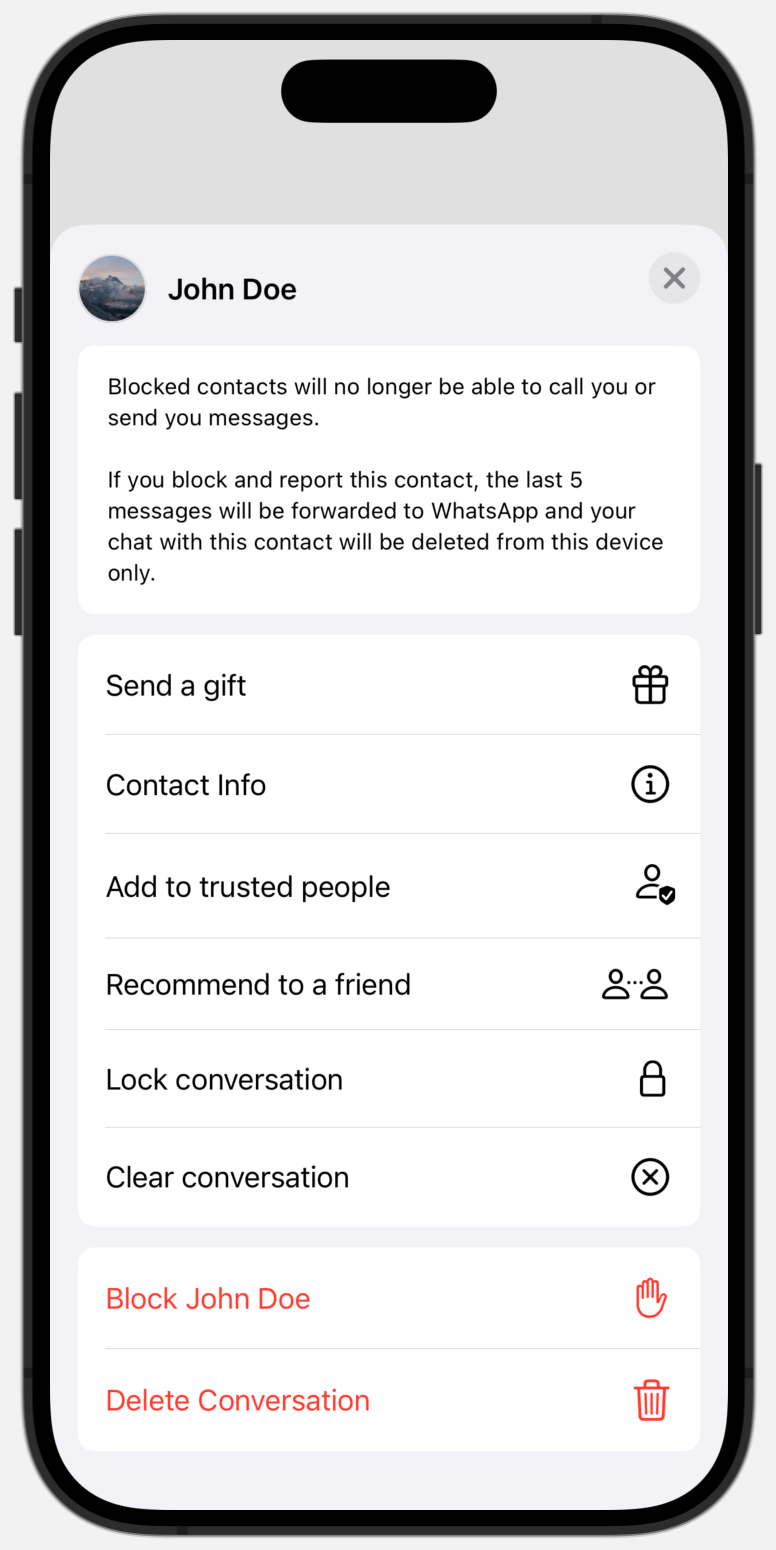 John Doe
Blocked contacts will no longer be able to call you or
send you messages.
If you block and report this contact, the last 5
messages will be forwarded to WhatsApp and your
chat with this contact will be deleted from this device
only.
Send a gift
Contact Info
Add to trusted people
Recommend to a friend
Lock conversation
Clear conversation
Block John Doe
Delete Conversation